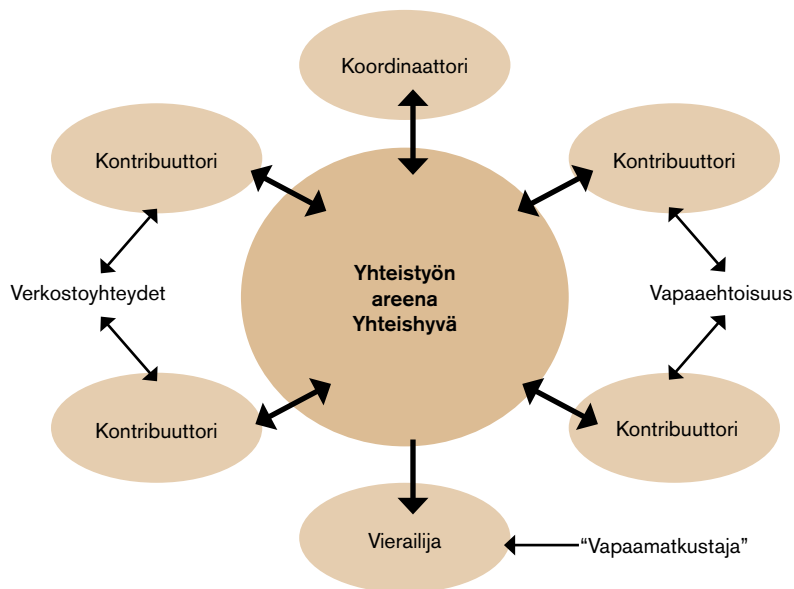 Koordinaattori
Kontribuuttori
Kontribuuttori
Yhteistyön
areena
Yhteishyvä
Verkostoyhteydet
Vapaaehtoisuus
Kontribuuttori
Kontribuuttori
Vierailija
“Vapaamatkustaja”